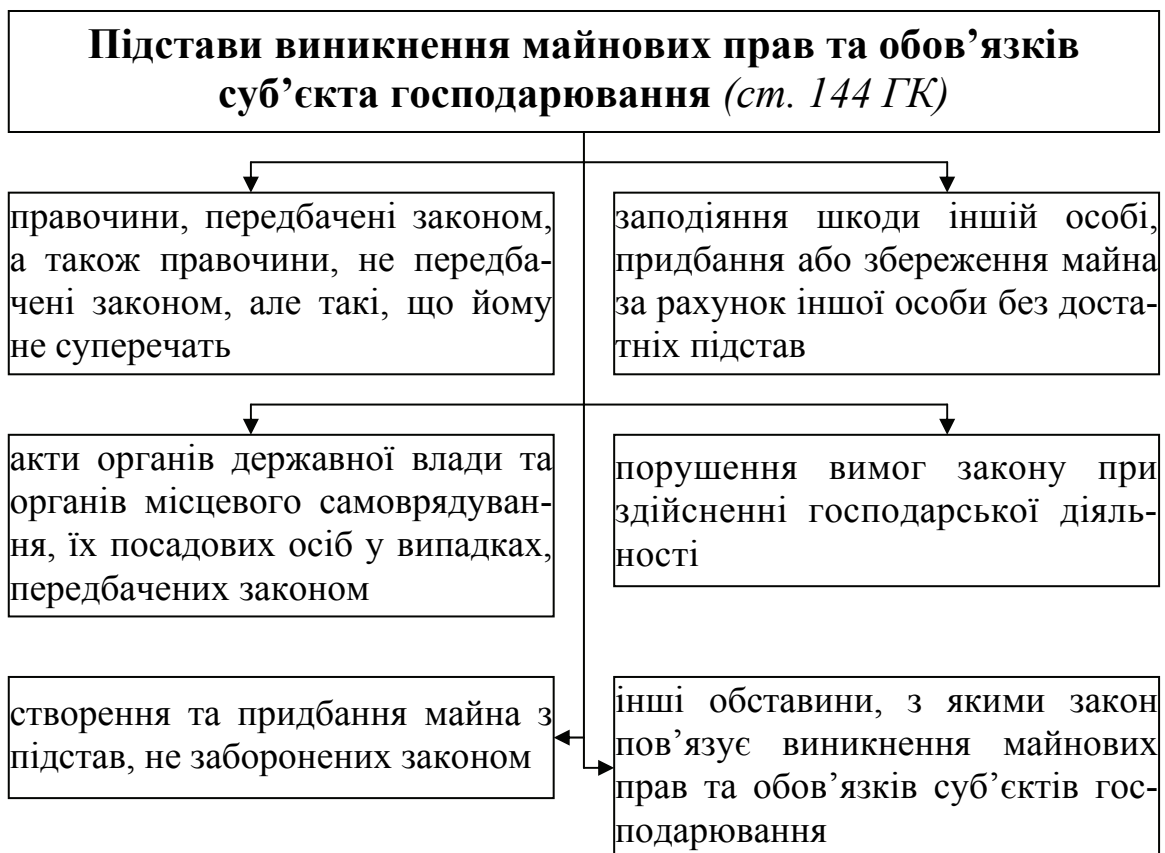 Підстави виникнення майнових прав та обов’язків
суб’єкта господарювання (ст. 144 ГК)
правочини, передбачені законом,
а також правочини, не передба-
чені законом, але такі, що йому
не суперечать
заподіяння шкоди іншій особі,
придбання або збереження майна
за рахунок іншої особи без доста-
тніх підстав
акти органів державної влади та
органів місцевого самоврядуван-
ня, їх посадових осіб у випадках,
передбачених законом
порушення вимог закону при
здійсненні господарської діяль-
ності
створення та придбання майна з
підстав, не заборонених законом
інші обставини, з якими закон
пов’язує виникнення майнових
прав та обов’язків суб’єктів гос-
подарювання